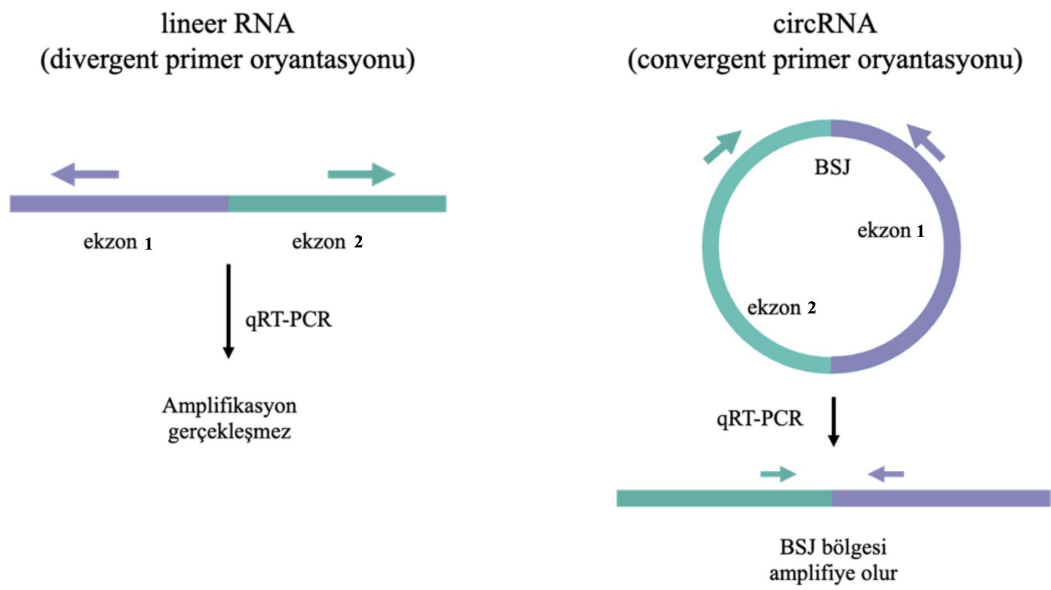 lineer RNA
(divergent primer oryantasyonu)
ekzon 1
ekzon 2
qRT-PCR
Amplifikasyon
gerçekleşmez
circRNA
(convergent primer oryantasyonu)
BSJ
ekzon 1
ekzon 2
qRT-PCR
BSJ bölgesi
amplifiye olur